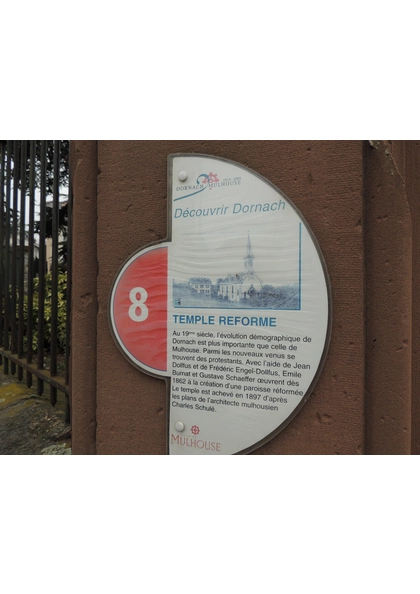 DORNACH MULHOUSE
Découvrir Dornach
8
TEMPLE REFORME
Au 19ème siècle, l'évolution démographique de
Dornach est plus importante que celle de
Mulhouse. Parmi les nouveaux venus se
trouvent des protestants. Avec l'aide de Jean
Dollfus et de Frédéric Engel-Dollfus, Emile
Burnat et Gustave Schaeffer œuvrent dès
1862 à la création d'une paroisse réformée.
Le temple est achevé en 1897 d'après
les plans de l'architecte mulhousien
Charles Schulé.
MULHOUSE